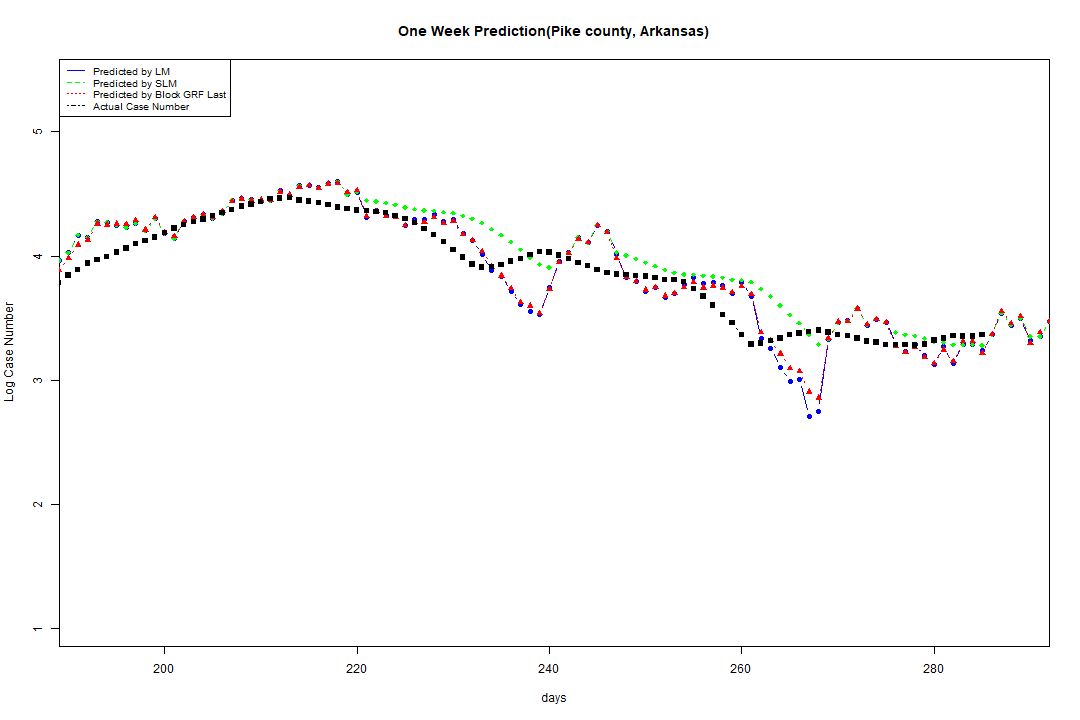 One Week Prediction(Pike county, Arkansas)
Predicted by LM
Predicted by SLM
Predicted by Block GRF Last
Actual Case Number
5
4
3
2
1
Log Case Number
200 220 240 260 280
days